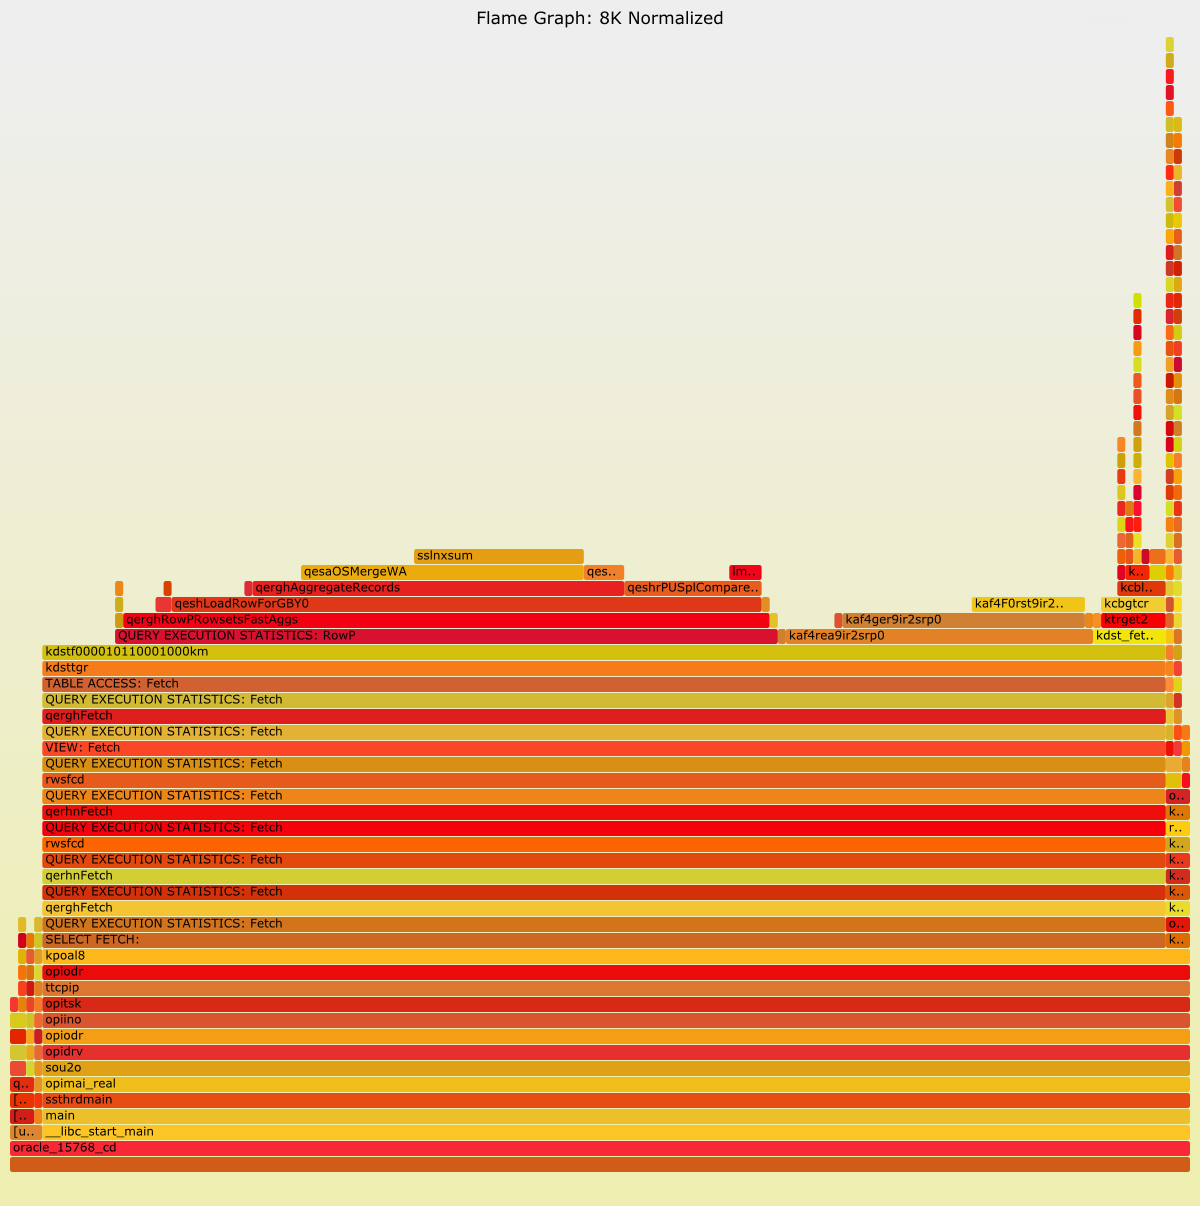 Flame Graph: 8K Normalized
sslnxsum
qesaOSMergeWA qes.. lm.. k..
qerghAggregateRecords qeshrPUSplCompare.. kcbl..
qeshLoadRowForGBY0 kaf4F0rst9ir2.. kcbgtcr
qerghRowPRowsetsFastAggs kaf4ger9ir2srp0 ktrget2
QUERY EXECUTION STATISTICS: RowP kaf4rea9ir2srp0 kdst_fet..
kdstf000010110001000km
kdsttgr
TABLE ACCESS: Fetch
QUERY EXECUTION STATISTICS: Fetch
qerghFetch
QUERY EXECUTION STATISTICS: Fetch
VIEW: Fetch
QUERY EXECUTION STATISTICS: Fetch
rwsfcd
QUERY EXECUTION STATISTICS: Fetch o..
qerhnFetch k..
QUERY EXECUTION STATISTICS: Fetch r..
rwsfcd k..
QUERY EXECUTION STATISTICS: Fetch k..
qerhnFetch k..
QUERY EXECUTION STATISTICS: Fetch k..
qerghFetch k..
QUERY EXECUTION STATISTICS: Fetch o..
SELECT FETCH: k..
kpoal8
opiodr
ttcpip
opitsk
opiino
opiodr
opidrv
sou2o
q.. opimai_real
[.. ssthrdmain
[.. main
[u.. __libc_start_main
oracle_15768_cd